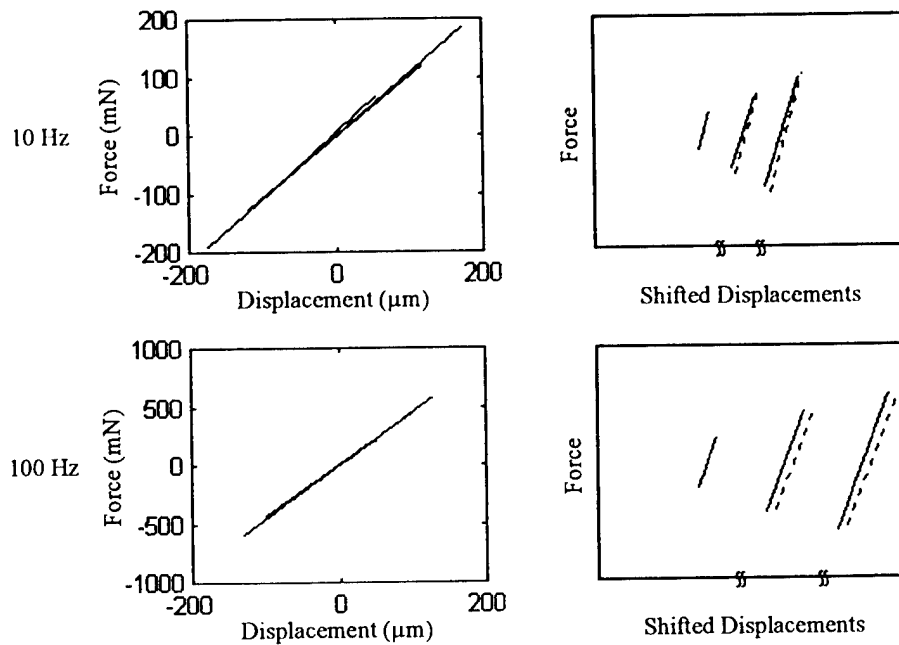 10 Hz
Force (mN)
200
100
0
-100
-200
-200
0
200
Displacement (μm)
Force
Shifted Displacements
100 Hz
Force (mN)
1000
500
0
-500
-1000
-200
0
200
Displacement (μm)
Force
Shifted Displacements